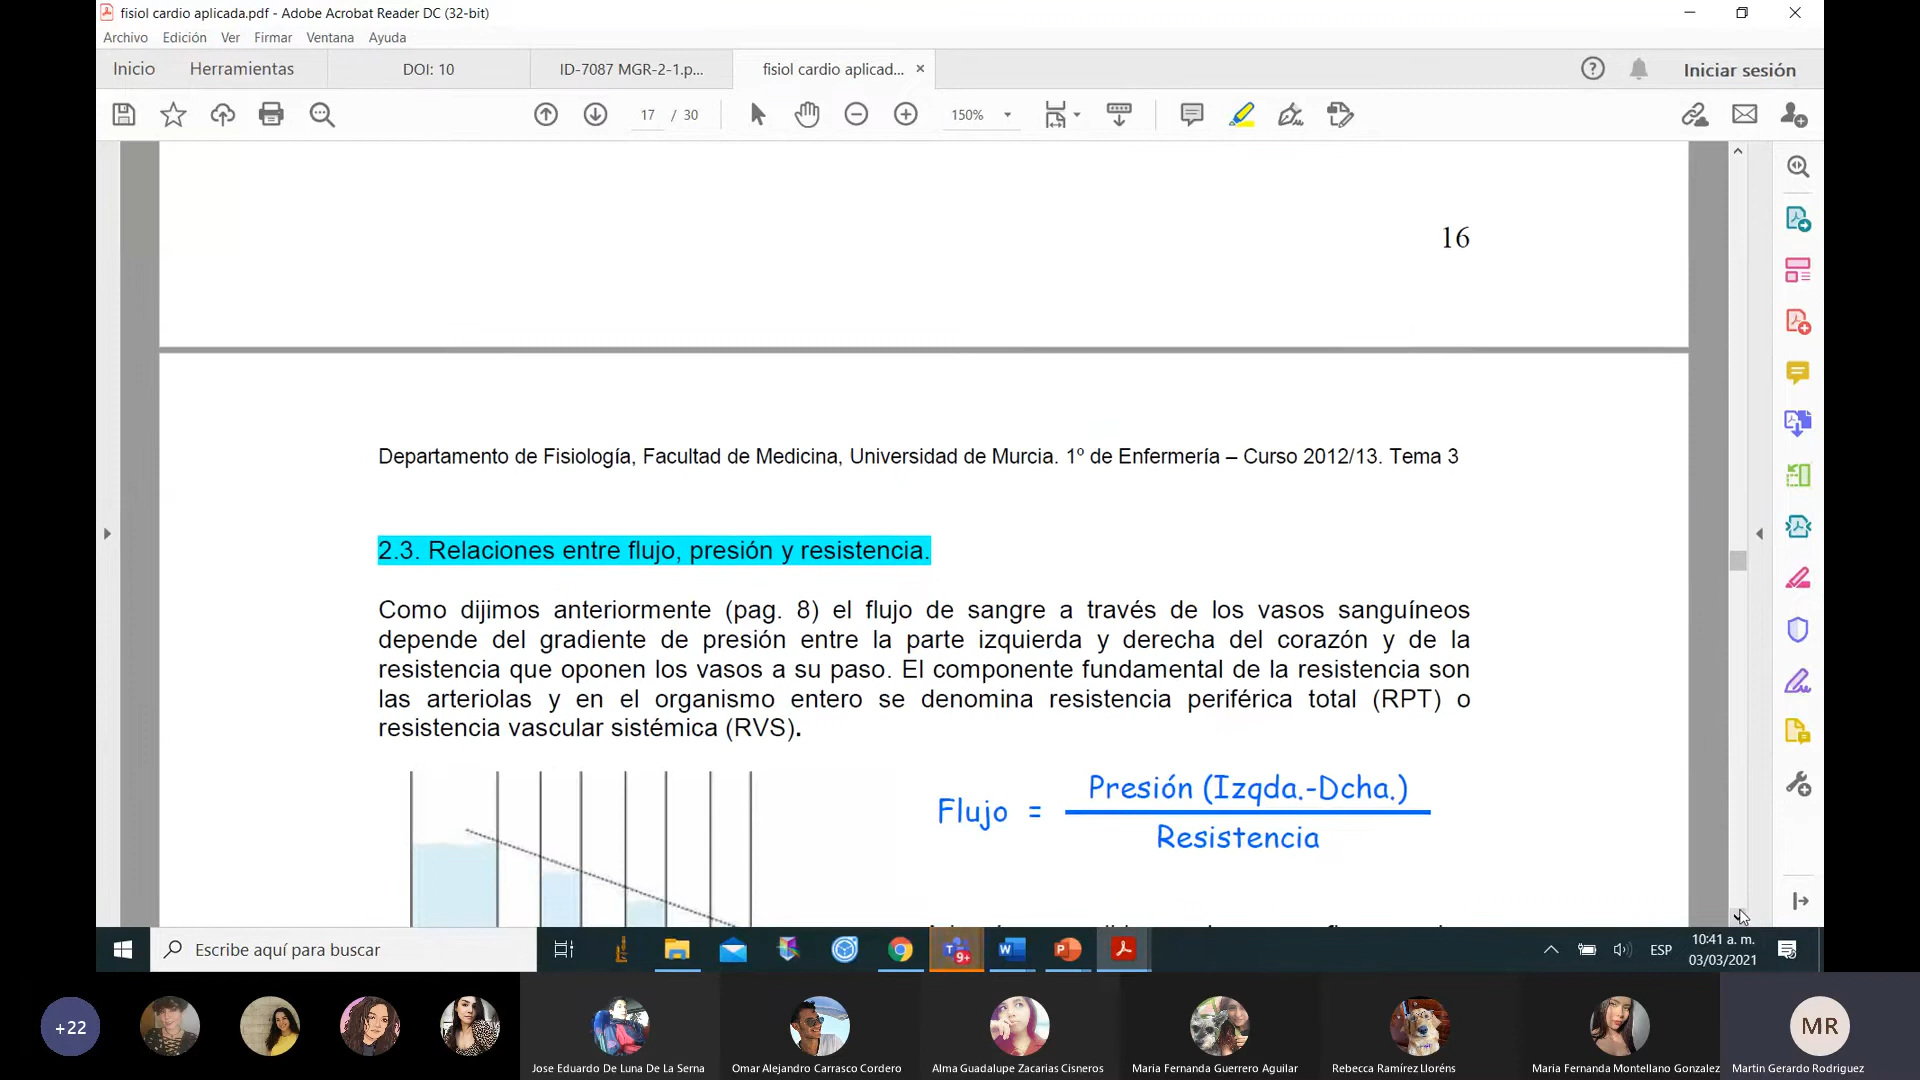 fisiol cardio aplicada.pdf - Adobe Acrobat Reader DC (32-bit)
Archivo Edición Ver Firmar Ventana Ayuda
Inicio Herramientas DOI: 10 ID-7087 MGR-2-1.p... fisiol cardio aplicad... Iniciar sesión
17 / 30 150%
16
Departamento de Fisiología, Facultad de Medicina, Universidad de Murcia. 1º de Enfermería – Curso 2012/13. Tema 3
2.3. Relaciones entre flujo, presión y resistencia.
Como dijimos anteriormente (pag. 8) el flujo de sangre a través de los vasos sanguíneos
depende del gradiente de presión entre la parte izquierda y derecha del corazón y de la
resistencia que oponen los vasos a su paso. El componente fundamental de la resistencia son
las arteriolas y en el organismo entero se denomina resistencia periférica total (RPT) o
resistencia vascular sistémica (RVS).
Flujo = Presión (Izqda.-Dcha.)
Resistencia
Escribe aquí para buscar
9+
ESP
10:41 a. m.
03/03/2021
+22
MR
Jose Eduardo De Luna De La Serna
Omar Alejandro Carrasco Cordero
Alma Guadalupe Zacarias Cisneros
Maria Fernanda Guerrero Aguilar
Rebecca Ramírez Lloréns
Maria Fernanda Montellano Gonzalez
Martin Gerardo Rodriguez